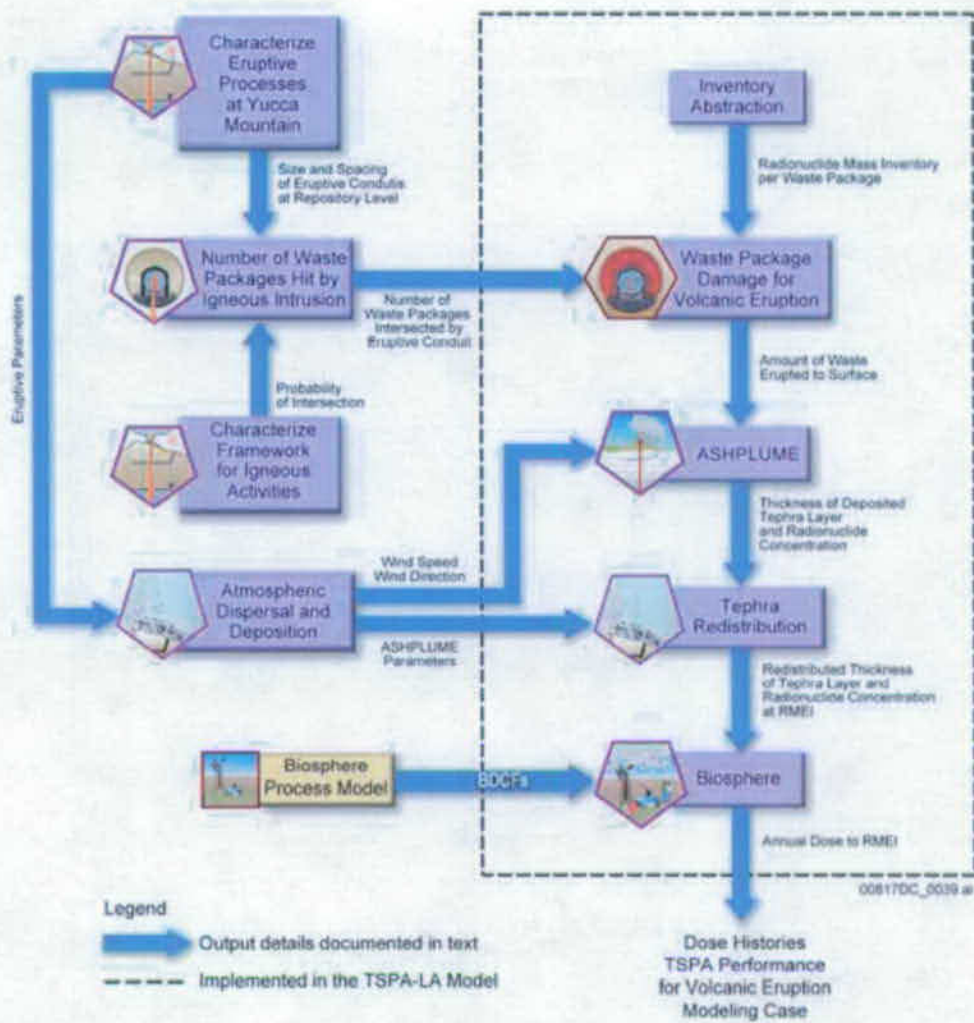 Characterize
Eruptive
Processes
at Yucca
Mountain
Inventory
Abstraction
Size and Spacing
of Eruptive Condutis
at Repository Level
Radionuclide Mass Inventory
per Waste Package
Number of Waste
Packages Hit by
Igneous Intrusion
Waste Package
Damage for
Volcanic Eruption
Number of
Waste Packages
Intersected by
Eruptive Conduit
Eruptive Parameters
Probability
of Intersection
Amount of Waste
Erupted to Surface
Characterize
Framework
for Igneous
Activities
ASHPLUME
Thickness of Deposited
Tephra Layer
and Radionuclide
Concentration
Wind Speed
Wind Direction
Atmospheric
Dispersal and
Deposition
Tephra
Redistribution
ASHPLUME
Parameters
Redistributed Thickness
of Tephra Layer and
Radionuclide Concentration
at RMEI
Biosphere
Process Model
BDCFs
Biosphere
Annual Dose to RMEI
00817DC_0039.ai
Legend
Output details documented in text
Implemented in the TSPA-LA Model
Dose Histories
TSPA Performance
for Volcanic Eruption
Modeling Case